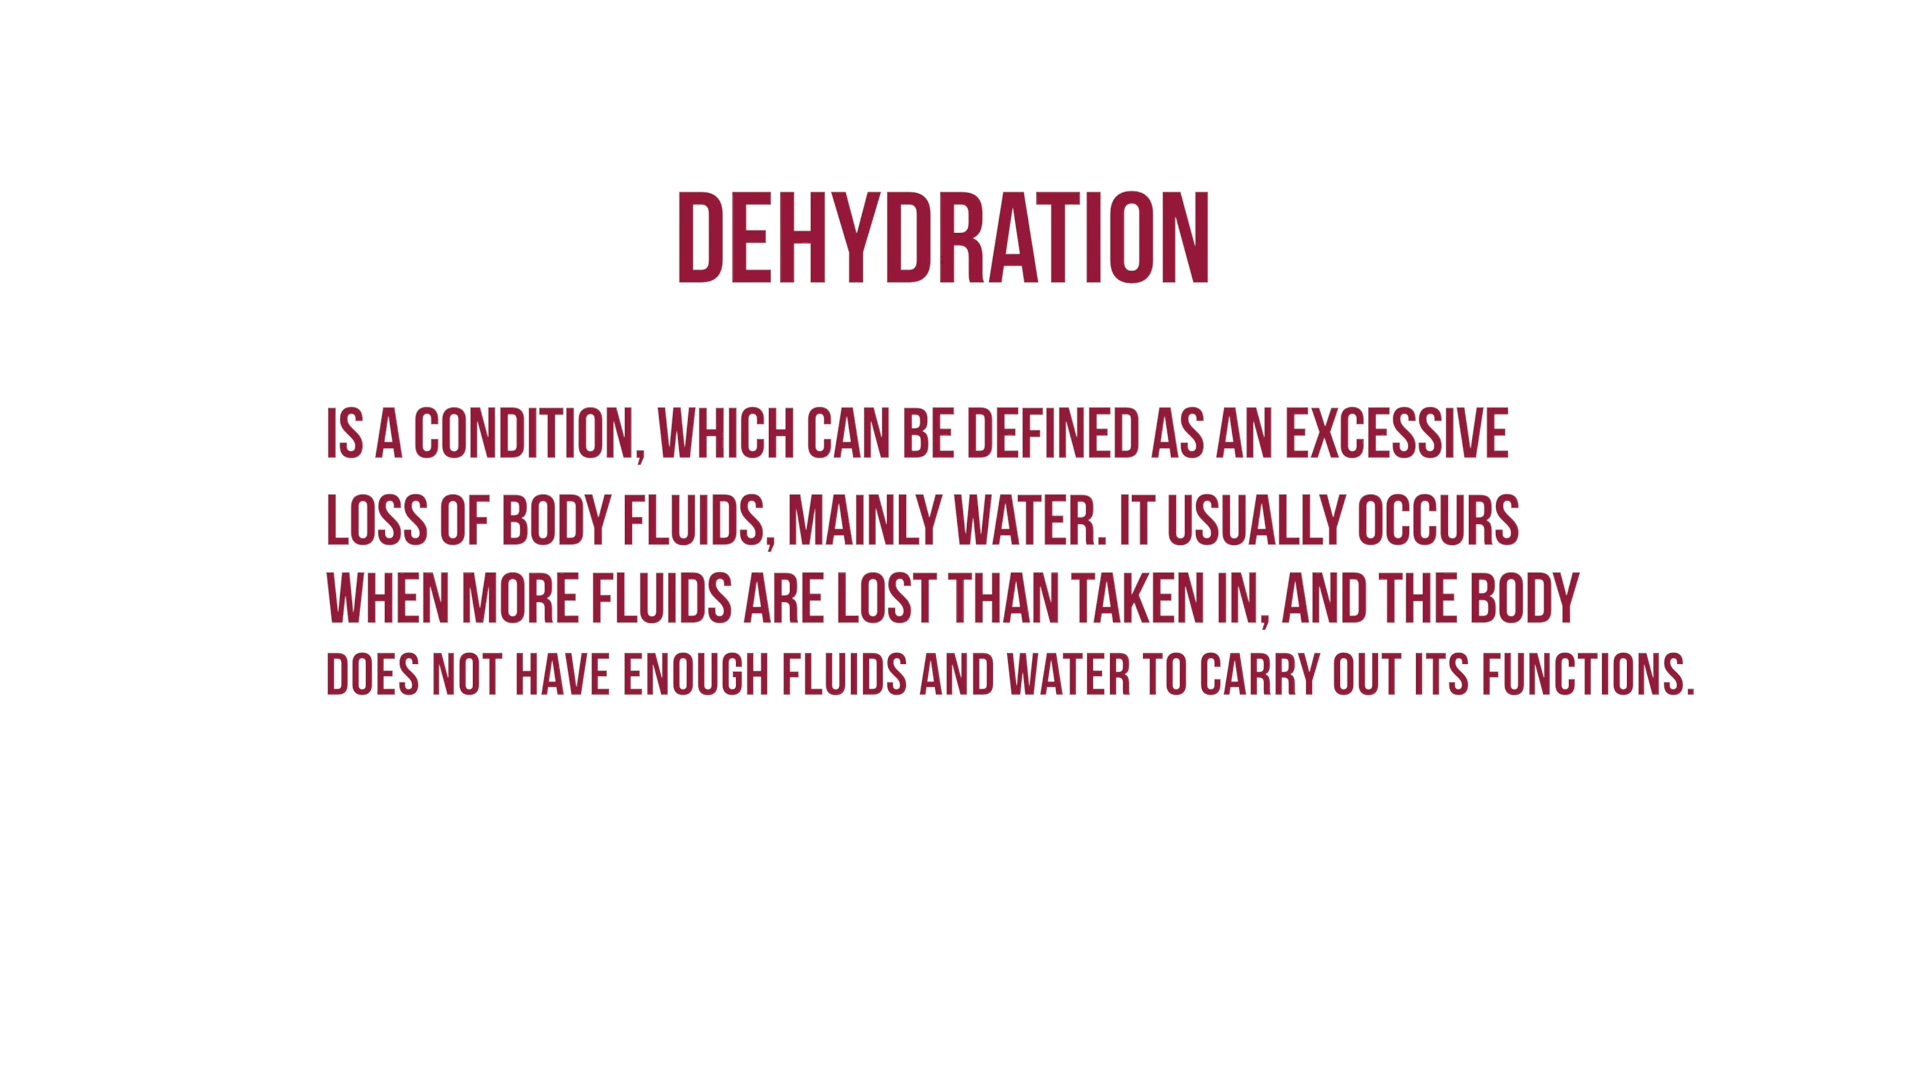 DEHYDRATION
IS A CONDITION, WHICH CAN BE DEFINED AS AN EXCESSIVE
LOSS OF BODY FLUIDS, MAINLY WATER. IT USUALLY OCCURS
WHEN MORE FLUIDS ARE LOST THAN TAKEN IN, AND THE BODY
DOES NOT HAVE ENOUGH FLUIDS AND WATER TO CARRY OUT ITS FUNCTIONS.